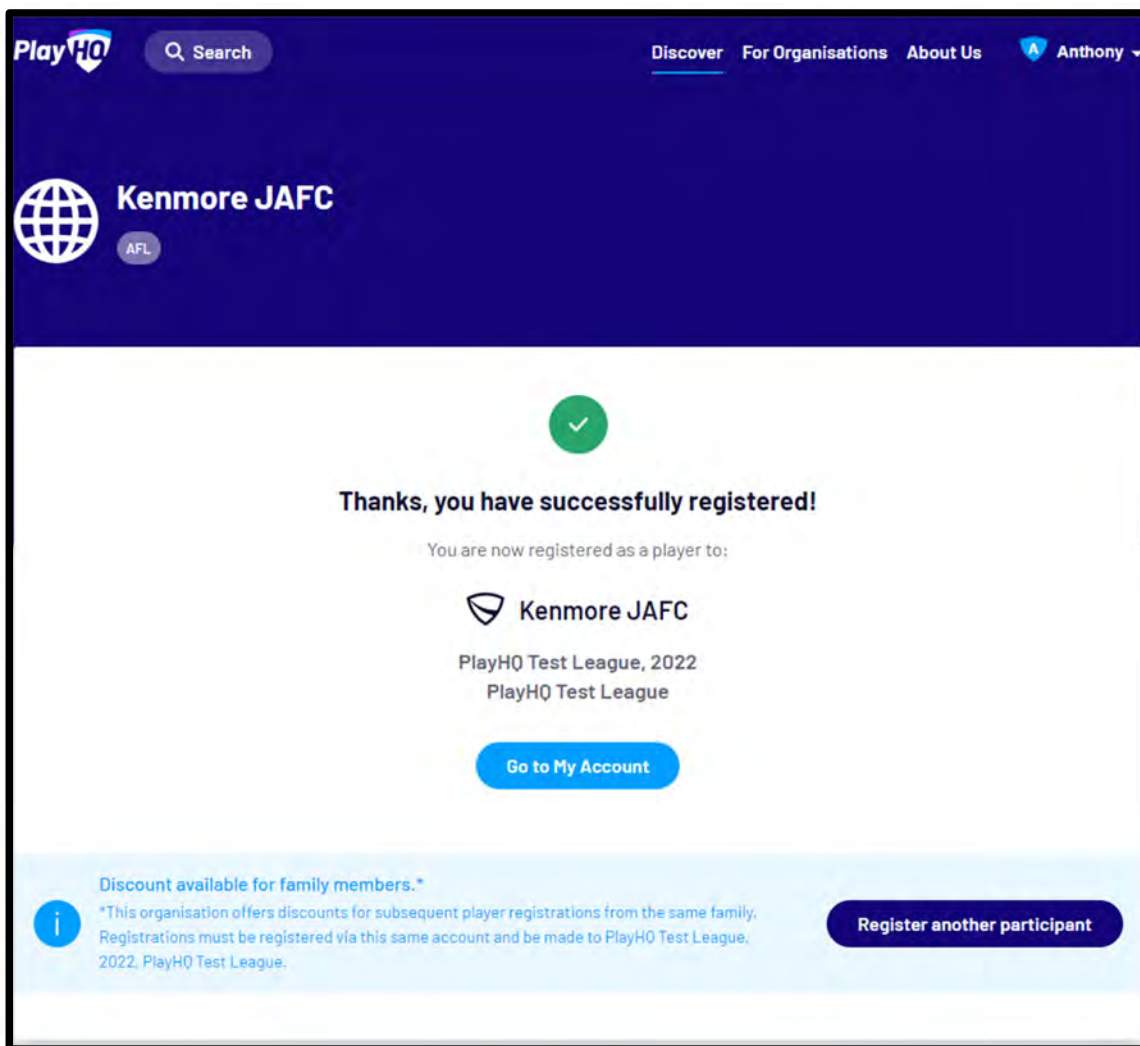 PlayHQ
Search
Discover For Organisations About Us A Anthony
Kenmore JAFC
AFL
Thanks, you have successfully registered!
You are now registered as a player to:
Kenmore JAFC
PlayHQ Test League, 2022
PlayHQ Test League
Go to My Account
Discount available for family members.*
*This organisation offers discounts for subsequent player registrations from the same family.
Registrations must be registered via this same account and be made to PlayHQ Test League,
2022, PlayHQ Test League.
i
Register another participant